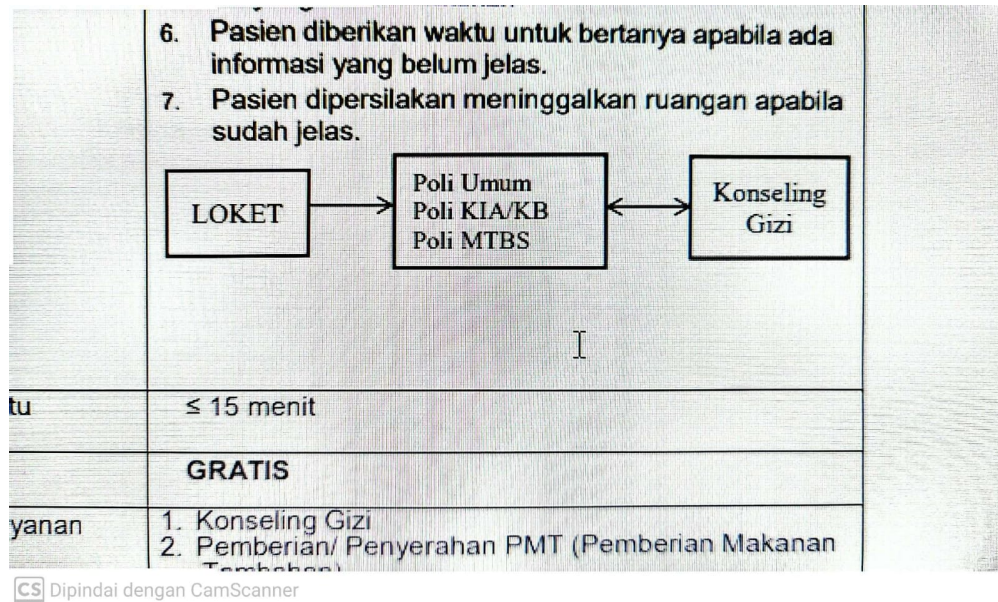 6. Pasien diberikan waktu untuk bertanya apabila ada
informasi yang belum jelas.
7. Pasien dipersilakan meninggalkan ruangan apabila
sudah jelas.
LOKET
Poli Umum
Poli KIA/KB
Poli MTBS
Konseling
Gizi
tu
≤ 15 menit
GRATIS
yanan
1. Konseling Gizi
2. Pemberian/ Penyerahan PMT (Pemberian Makanan
CS Dipindai dengan CamScanner